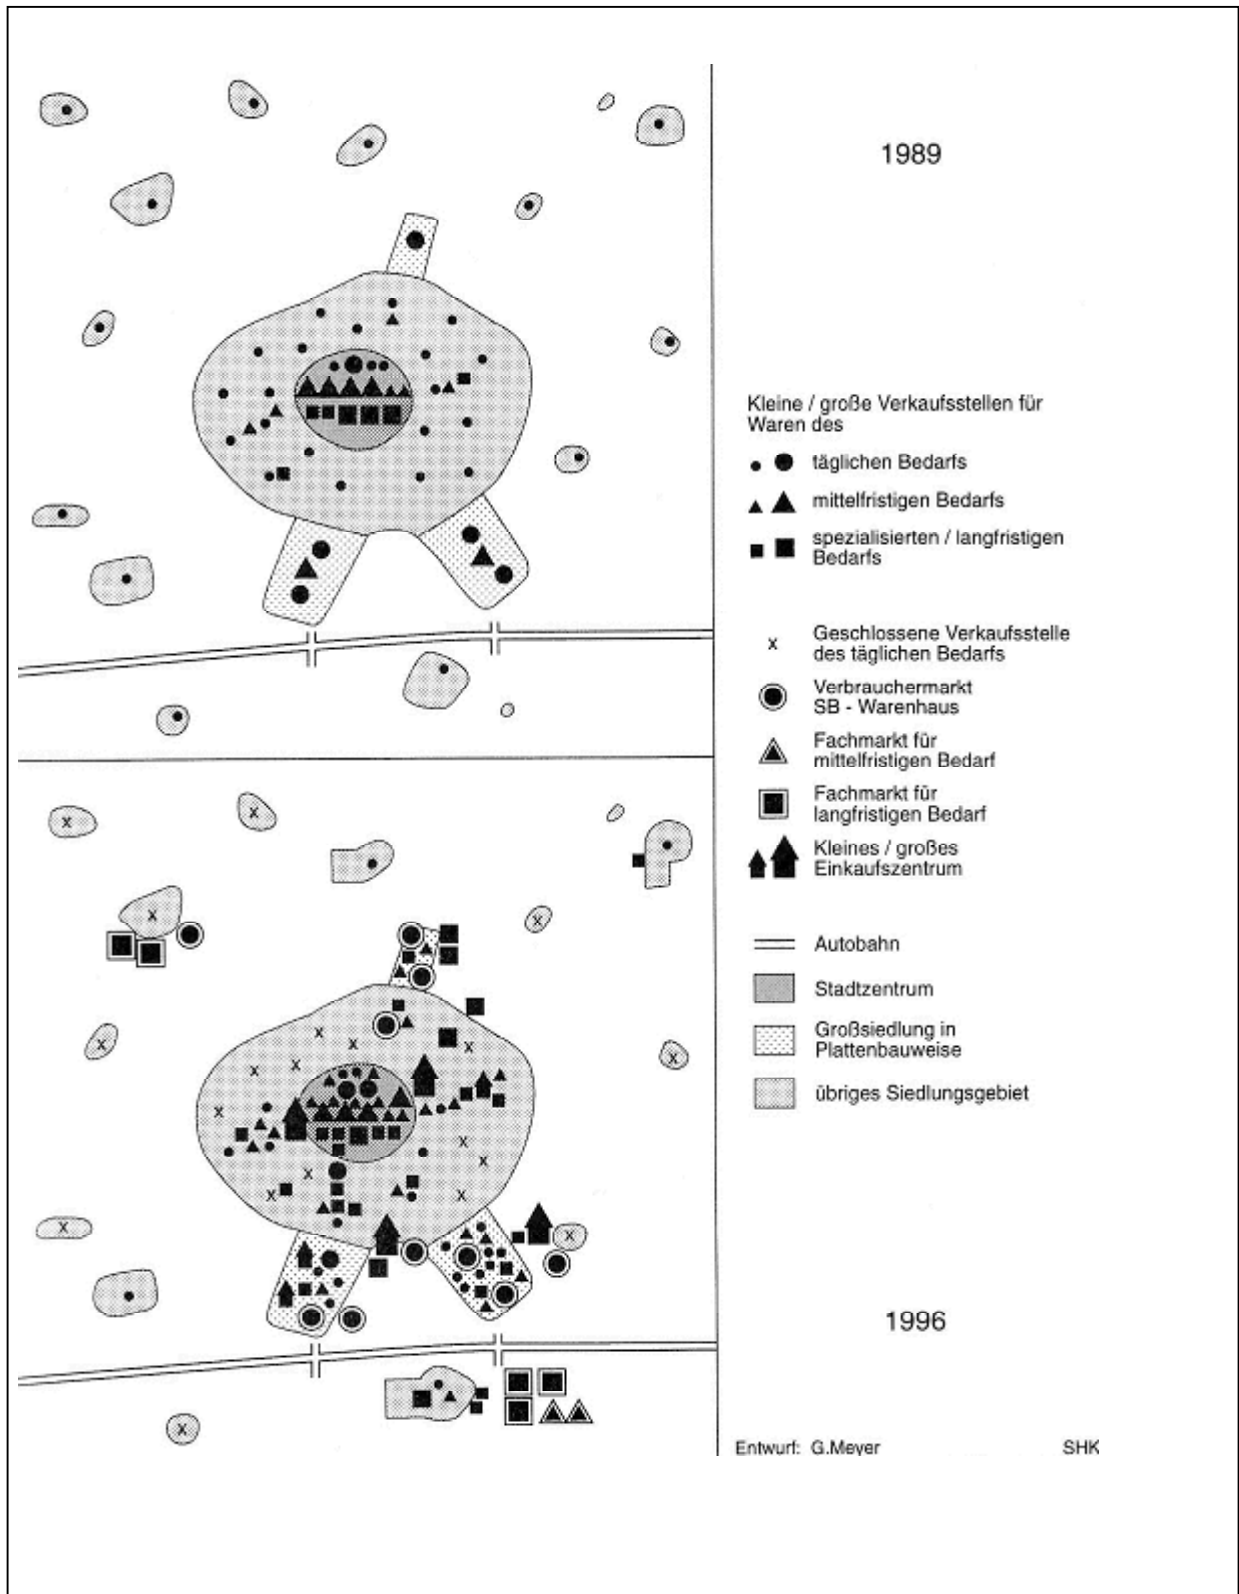 1989
Kleine / große Verkaufsstellen für
Waren des
täglichen Bedarfs
mittelfristigen Bedarfs
spezialisierten / langfristigen
Bedarfs
x
Geschlossene Verkaufsstelle
des täglichen Bedarfs
Verbrauchermarkt
SB - Warenhaus
Fachmarkt für
mittelfristigen Bedarf
Fachmarkt für
langfristigen Bedarf
Kleines / großes
Einkaufszentrum
Autobahn
Stadtzentrum
Großsiedlung in
Plattenbauweise
übriges Siedlungsgebiet
1996
Entwurf: G.Meyer
SHK